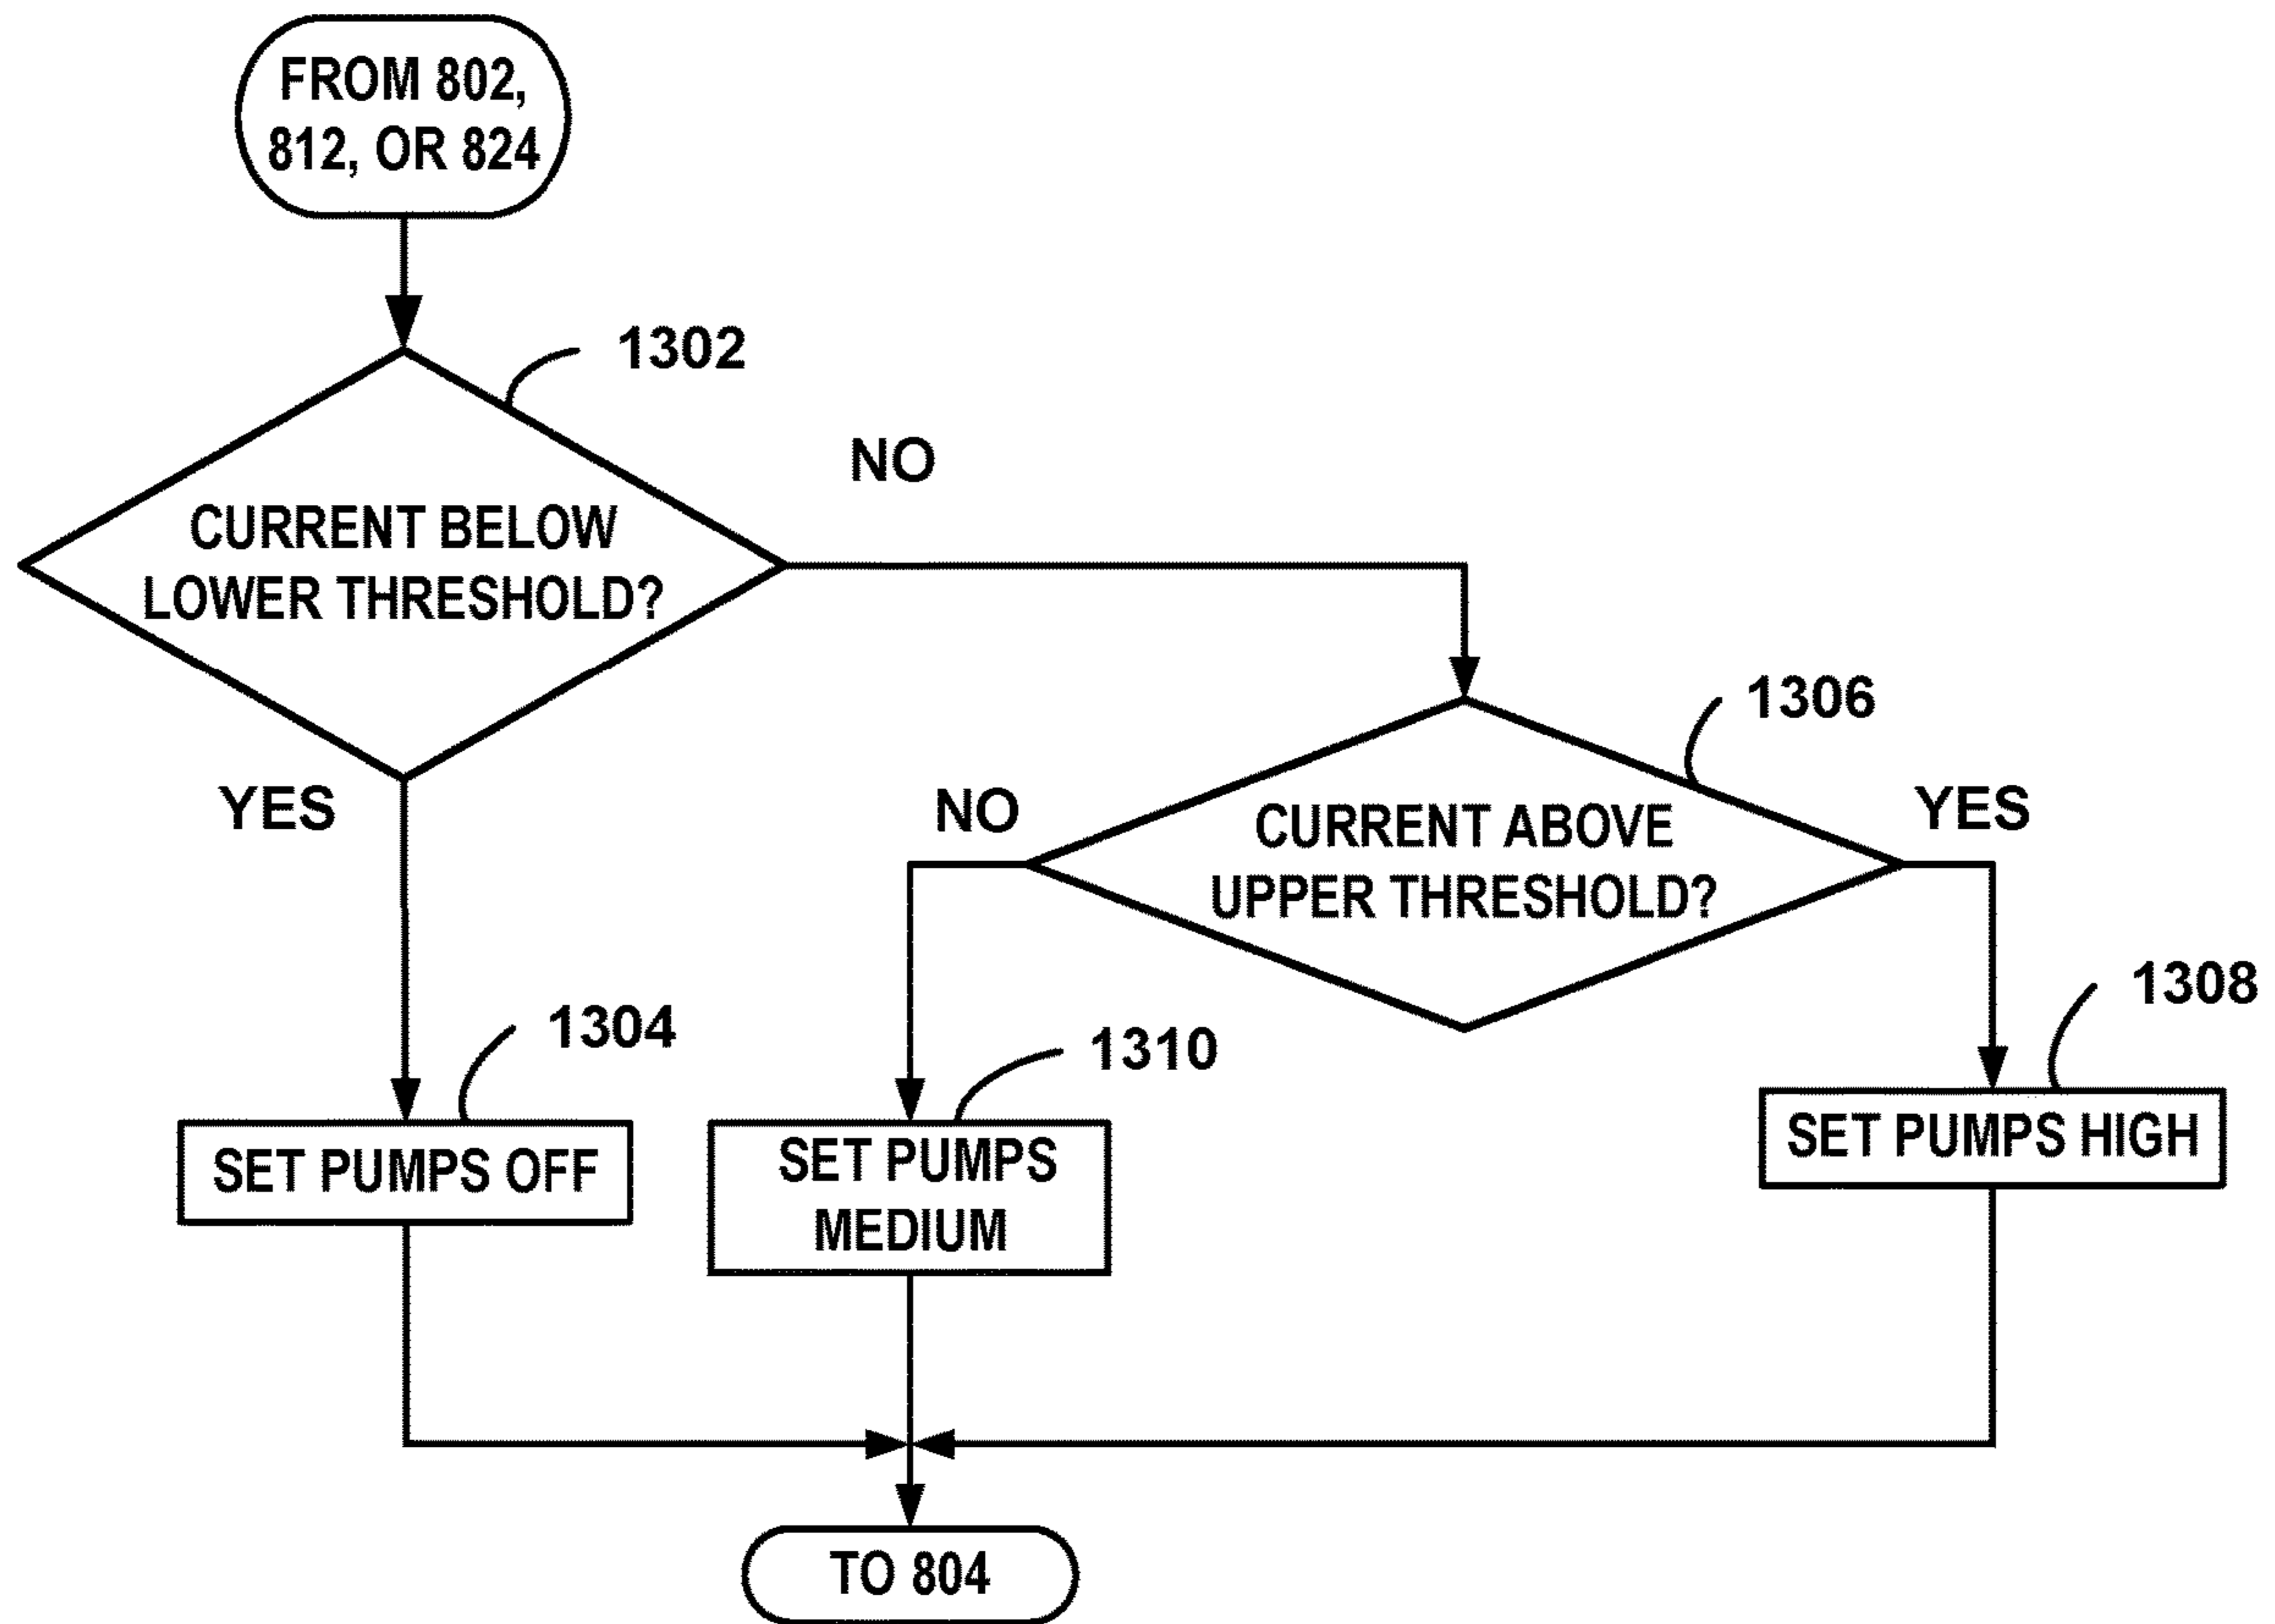 FROM 802,
812, OR 824
1302
NO
CURRENT BELOW
LOWER THRESHOLD?
1306
YES
NO
CURRENT ABOVE
UPPER THRESHOLD?
YES
1308
1304
1310
SET PUMPS OFF
SET PUMPS
MEDIUM
SET PUMPS HIGH
TO 804